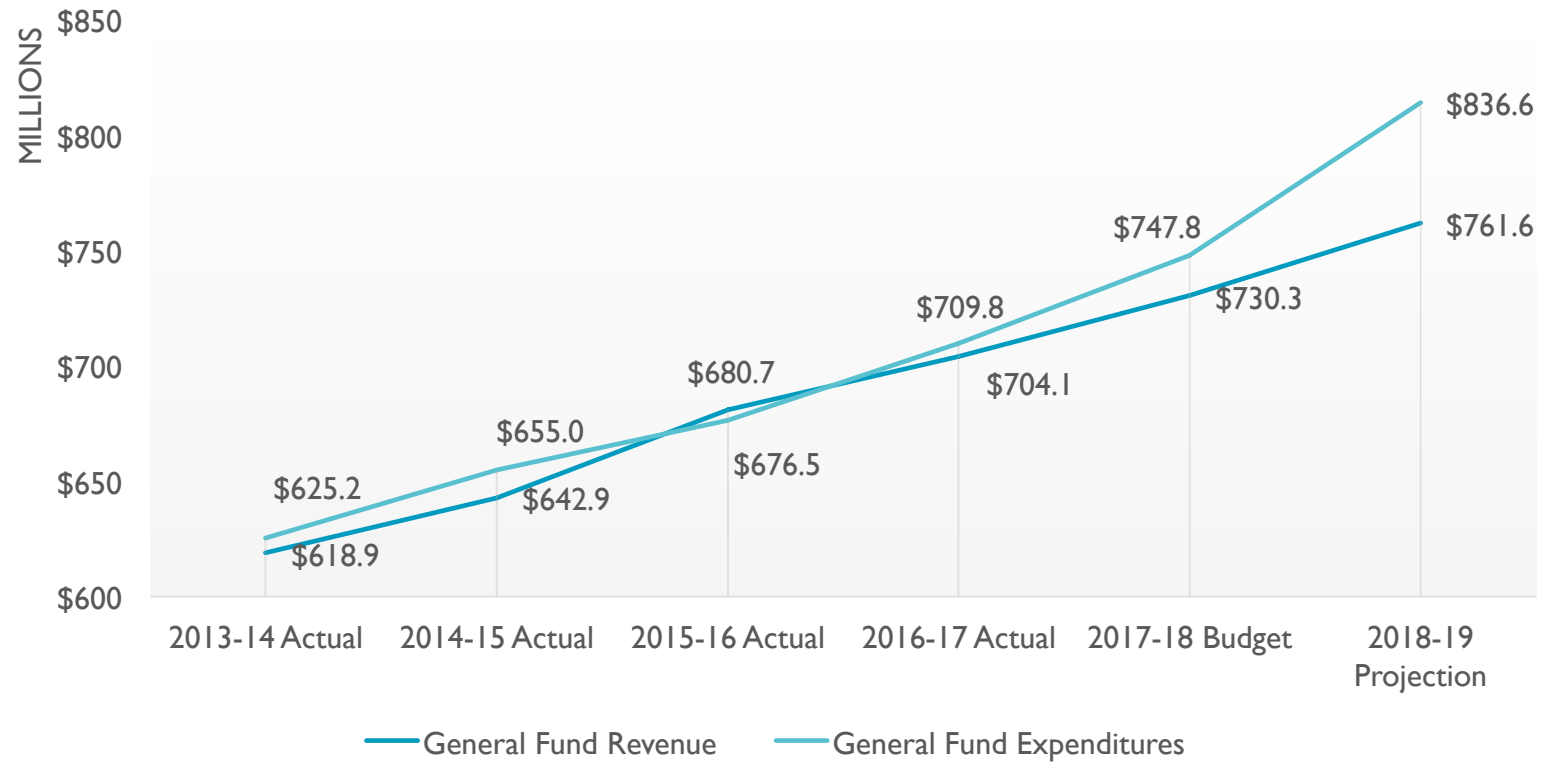 MILLIONS
$850
$800
$750
$700
$650
$600
$625.2
$618.9
$655.0
$642.9
$680.7
$676.5
$709.8
$704.1
$747.8
$730.3
$836.6
$761.6
2013-14 Actual
2014-15 Actual
2015-16 Actual
2016-17 Actual
2017-18 Budget
2018-19
Projection
General Fund Revenue
General Fund Expenditures